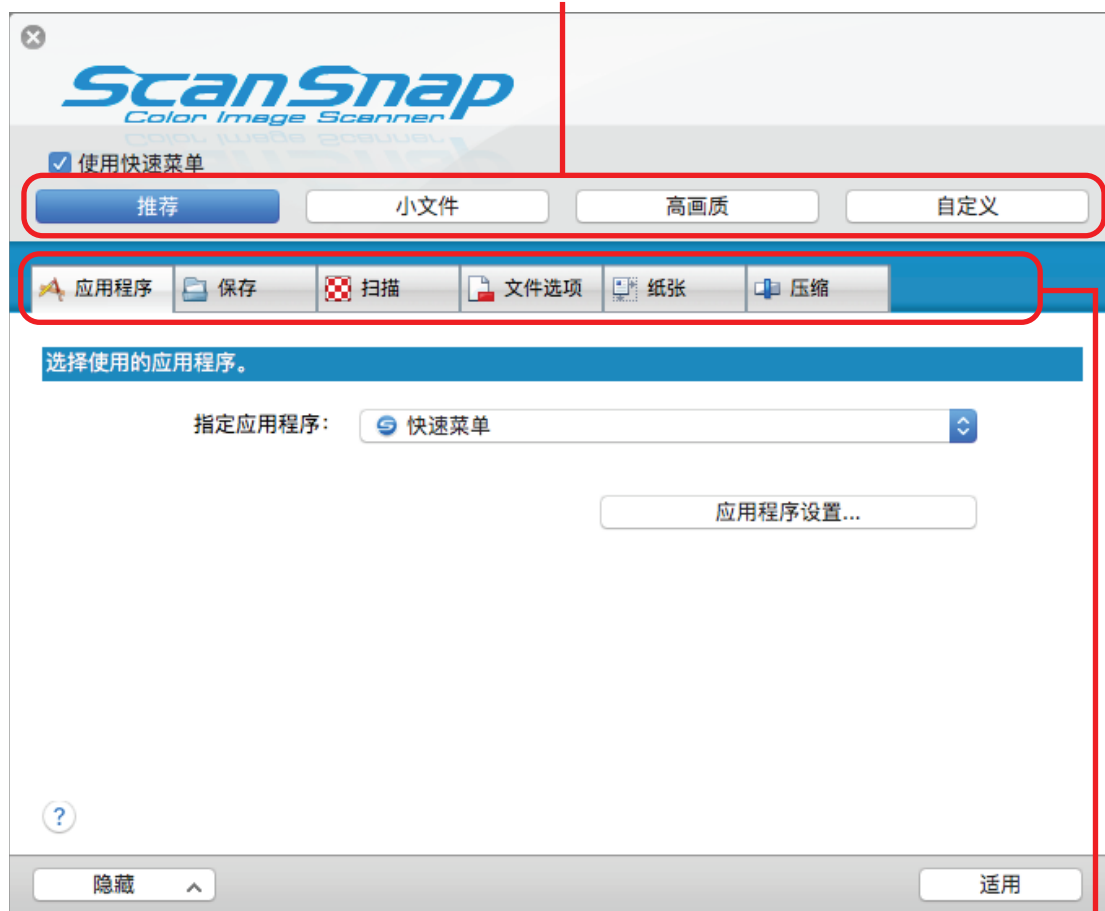 ScanSnap
Color Image Scanner
使用快速菜单
推荐 小文件 高画质 自定义
应用程序 保存 扫描 文件选项 纸张 压缩
选择使用的应用程序。
指定应用程序： 快速菜单
应用程序设置...
?
隐藏 适用